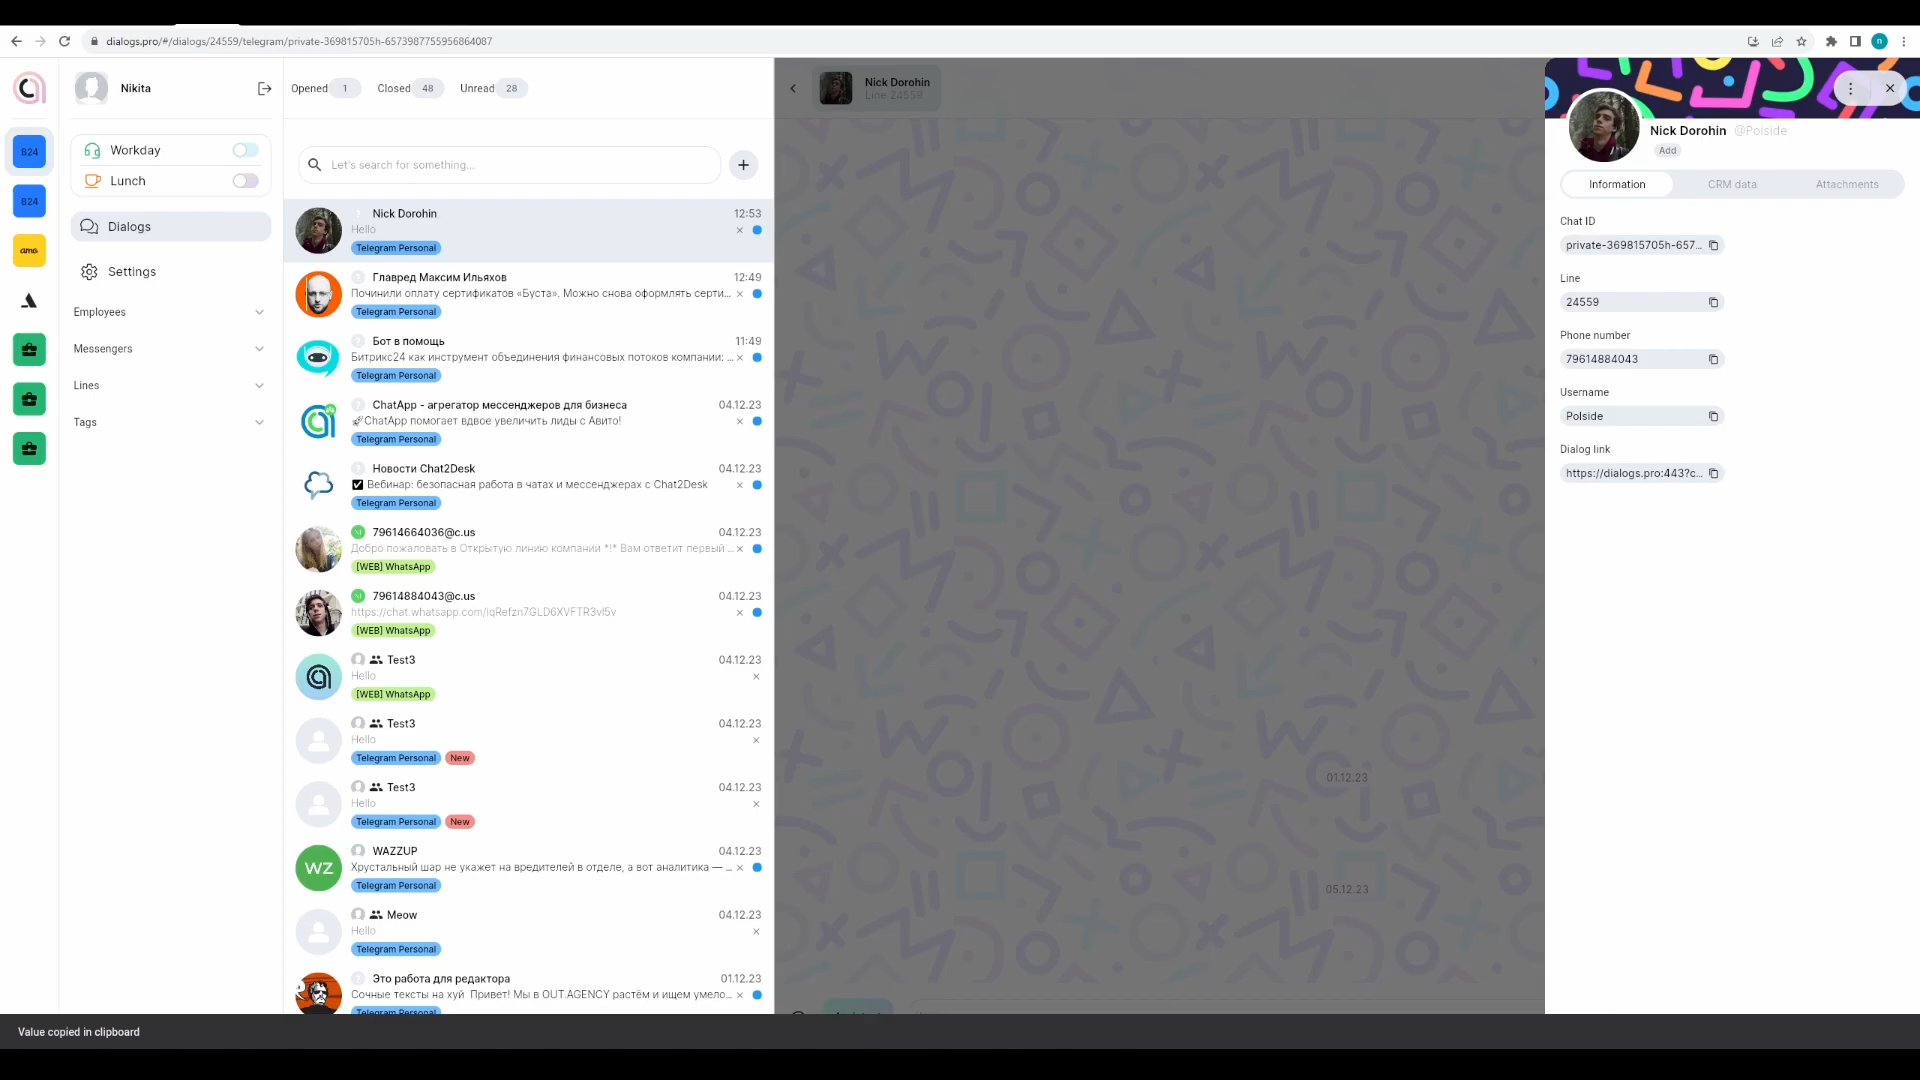 dialogs.pro/#/dialogs/24559/telegram/private-369815705h-6573987755956864087
n
Nikita
B24
Workday
Lunch
B24
Dialogs
amo
Settings
Employees
Messengers
Lines
Tags
Opened 1 Closed 48 Unread 28
Let's search for something...
Nick Dorohin 12:53
Hello
Telegram Personal
Главред Максим Ильяхов 12:49
Починили оплату сертификатов «Буста». Можно снова оформлять серти...
Telegram Personal
Бот в помощь 11:49
Битрикс24 как инструмент объединения финансовых потоков компании: ...
Telegram Personal
ChatApp - агрегатор мессенджеров для бизнеса 04.12.23
ChatApp помогает вдвое увеличить лиды с Авито!
Telegram Personal
Новости Chat2Desk 04.12.23
Вебинар: безопасная работа в чатах и мессенджерах с Chat2Desk
Telegram Personal
79614664036@c.us 04.12.23
Добро пожаловать в Открытую линию компании *!* Вам ответит первый ...
[WEB] WhatsApp
79614884043@c.us 04.12.23
[WEB] WhatsApp
Test3 04.12.23
Hello
[WEB] WhatsApp
Test3 04.12.23
Hello
Telegram Personal New
Test3 04.12.23
Hello
Telegram Personal New
WZ
WAZZUP 04.12.23
Хрустальный шар не укажет на вредителей в отделе, а вот аналитика — ...
Telegram Personal
Meow 04.12.23
Hello
Telegram Personal
Это работа для редактора 01.12.23
Сочные тексты на хуй Привет! Мы в OUT.AGENCY растём и ищем умело...
Telegram Personal
Nick Dorohin
Line 24559
01.12.23
05.12.23
Nick Dorohin @Polside
Add
Information CRM data Attachments
Chat ID
private-369815705h-657...
Line
24559
Phone number
79614884043
Username
Polside
Dialog link
https://dialogs.pro:443?c...
Value copied in clipboard